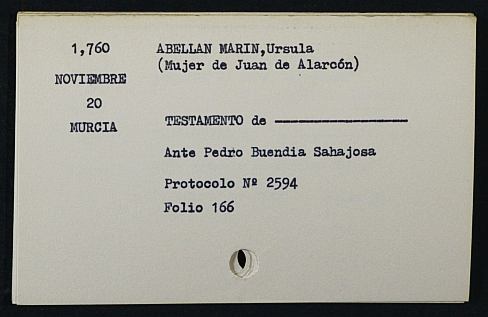 1,760
ABELLAN MARIN,Ursula
(Mujer de Juan de Alarcón)
NOVIEMBRE
20
MURCIA
TESTAMENTO de ------------------
Ante Pedro Buendia Sahajosa
Protocolo Nº 2594
Folio 166